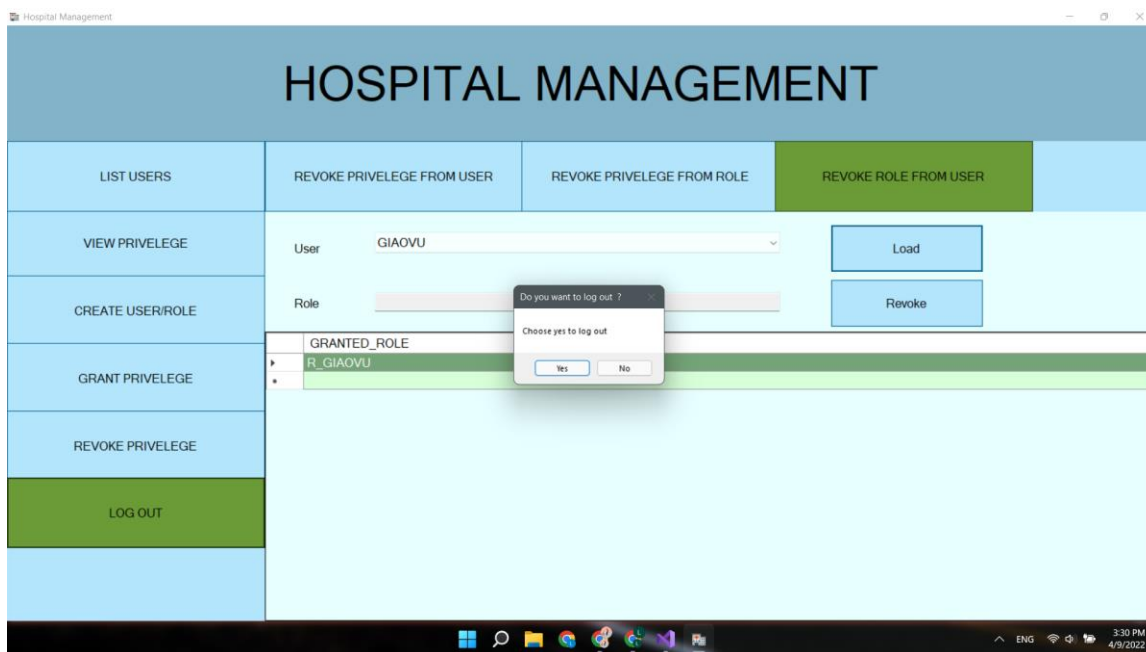 Hospital Management
HOSPITAL MANAGEMENT
LIST USERS
REVOKE PRIVELEGE FROM USER
REVOKE PRIVELEGE FROM ROLE
REVOKE ROLE FROM USER
VIEW PRIVELEGE
CREATE USER/ROLE
GRANT PRIVELEGE
REVOKE PRIVELEGE
LOG OUT
User
GIAOVU
Load
Role
Revoke
GRANTED_ROLE
R_GIAOVU
Do you want to log out ?
Choose yes to log out
Yes
No
ENG
3:30 PM
4/9/2022